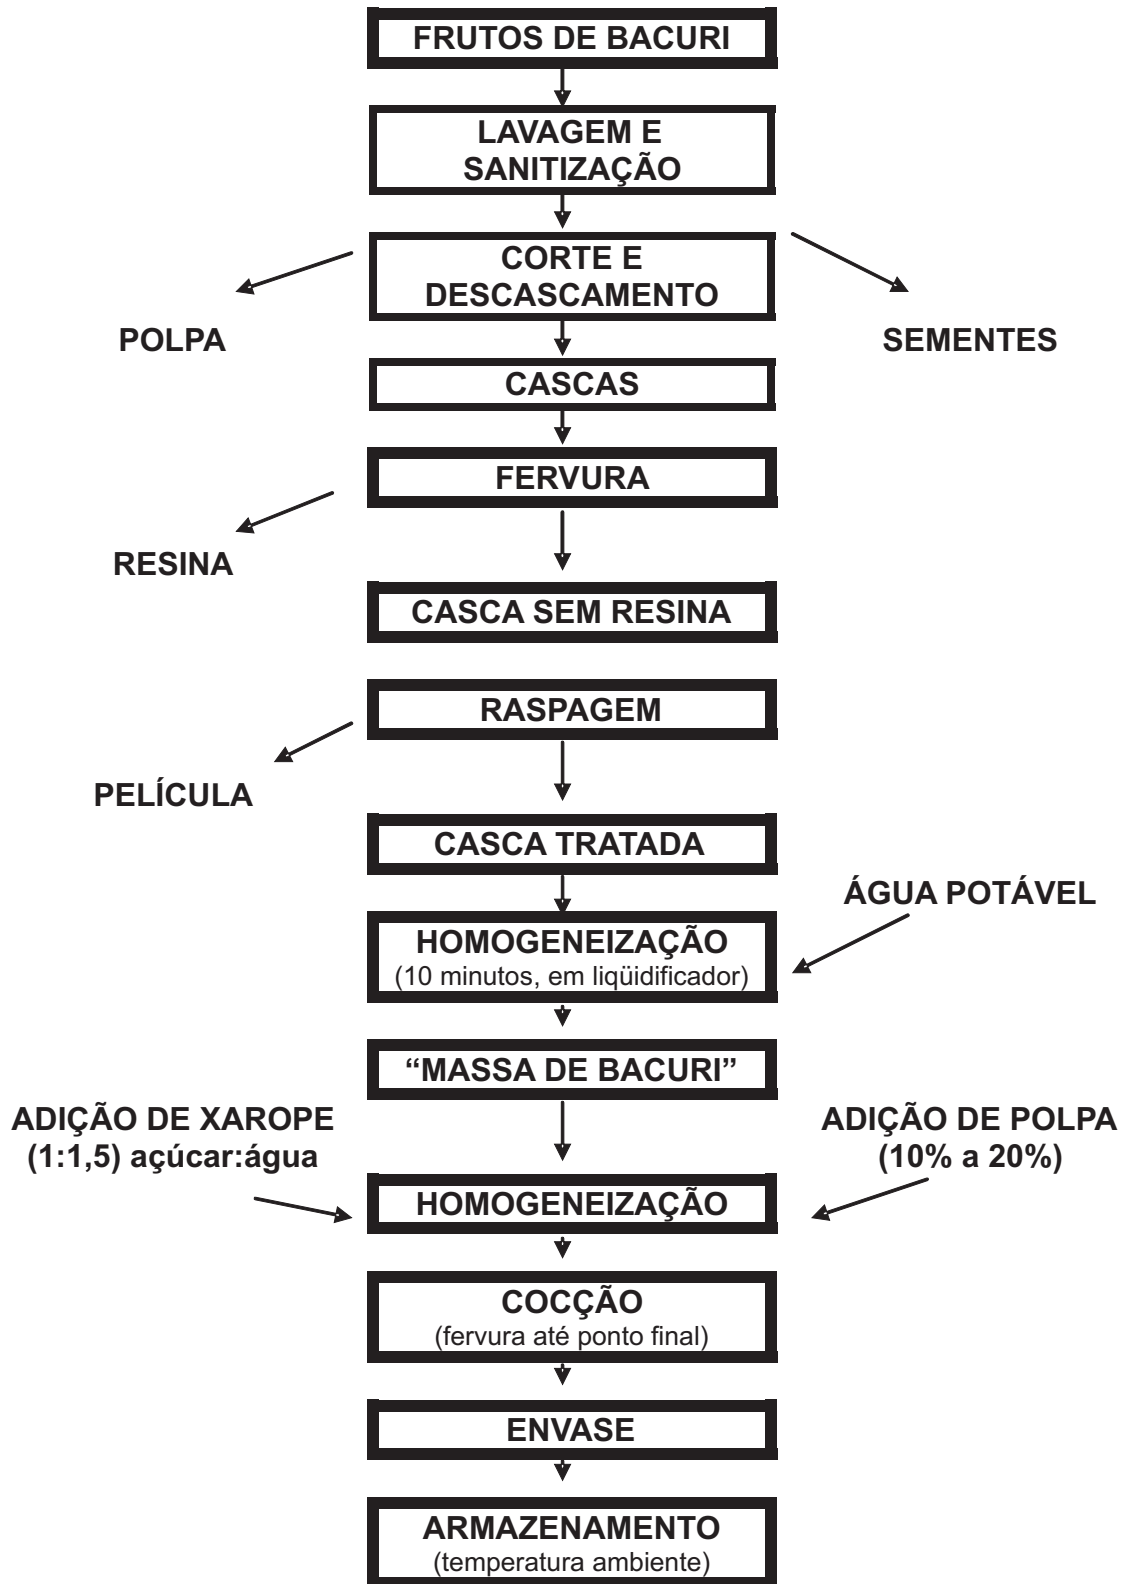 FRUTOS DE BACURI
LAVAGEM E
SANITIZAÇÃO
CORTE E
DESCASCAMENTO
POLPA
SEMENTES
CASCAS
FERVURA
RESINA
CASCA SEM RESINA
RASPAGEM
PELÍCULA
CASCA TRATADA
ÁGUA POTÁVEL
HOMOGENEIZAÇÃO
(10 minutos, em liqüidificador)
“MASSA DE BACURI”
ADIÇÃO DE XAROPE
(1:1,5) açúcar:água
ADIÇÃO DE POLPA
(10% a 20%)
HOMOGENEIZAÇÃO
COCÇÃO
(fervura até ponto final)
ENVASE
ARMAZENAMENTO
(temperatura ambiente)